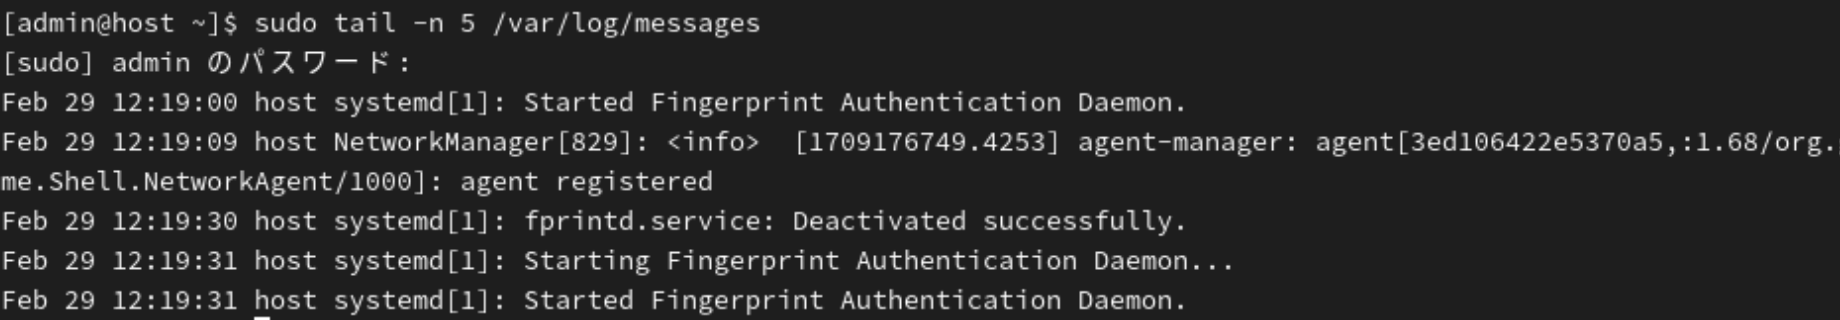 [admin@host ~]$ sudo tail -n 5 /var/log/messages
[sudo] admin のパスワード:
Feb 29 12:19:00 host systemd[1]: Started Fingerprint Authentication Daemon.
Feb 29 12:19:09 host NetworkManager[829]: <info>  [1709176749.4253] agent-manager: agent[3ed106422e5370a5,:1.68/org.
me.Shell.NetworkAgent/1000]: agent registered
Feb 29 12:19:30 host systemd[1]: fprintd.service: Deactivated successfully.
Feb 29 12:19:31 host systemd[1]: Starting Fingerprint Authentication Daemon...
Feb 29 12:19:31 host systemd[1]: Started Fingerprint Authentication Daemon.